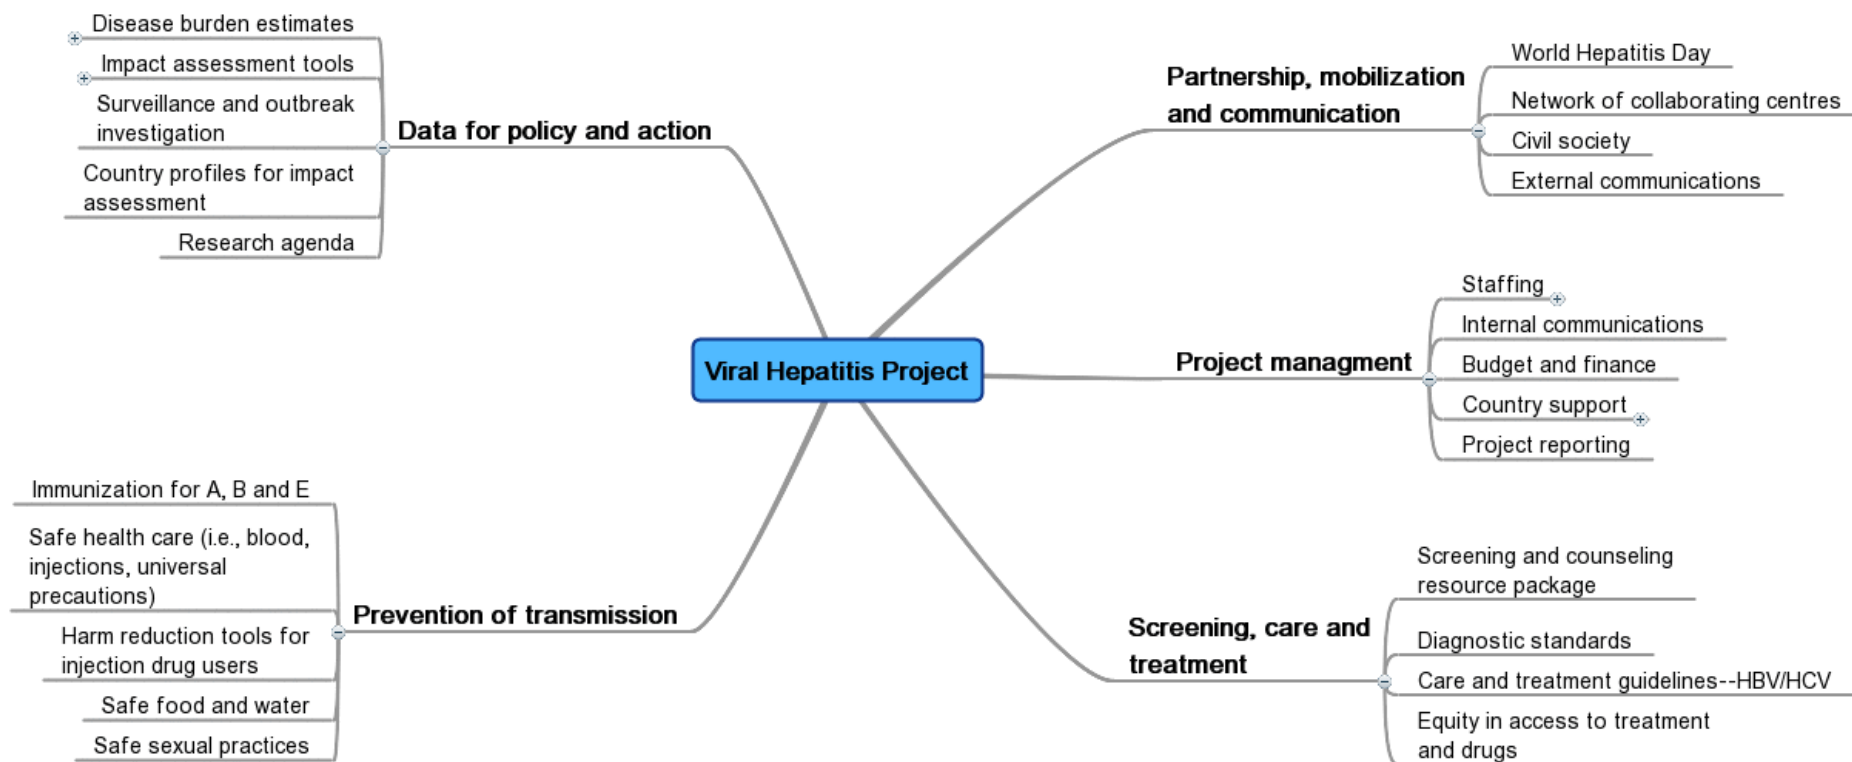 Disease burden estimates
Impact assessment tools
Surveillance and outbreak
investigation
Country profiles for impact
assessment
Research agenda
Data for policy and action
Partnership, mobilization
and communication
World Hepatitis Day
Network of collaborating centres
Civil society
External communications
Viral Hepatitis Project
Project managment
Staffing
Internal communications
Budget and finance
Country support
Project reporting
Immunization for A, B and E
Safe health care (i.e., blood,
injections, universal
precautions)
Harm reduction tools for
injection drug users
Safe food and water
Safe sexual practices
Prevention of transmission
Screening, care and
treatment
Screening and counseling
resource package
Diagnostic standards
Care and treatment guidelines--HBV/HCV
Equity in access to treatment
and drugs